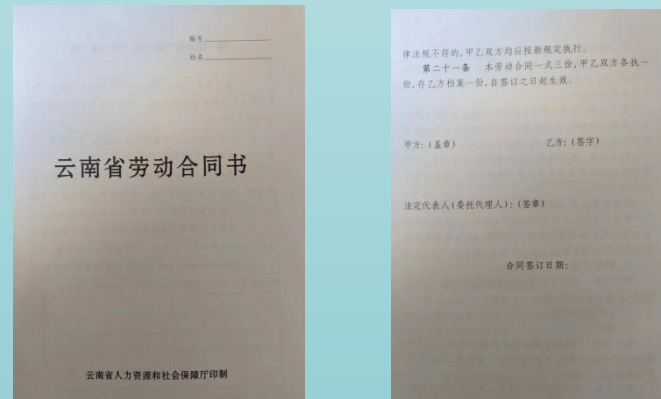 编号
姓名
云南省劳动合同书
云南省人力资源和社会保障厅印制
律法规不符的,甲乙双方均应按新规定执行。
第二十一条 本劳动合同一式三份,甲乙双方各执一
份,存乙方档案一份,自签订之日起生效。
甲方:(盖章) 乙方:(签字)
法定代表人(委托代理人):(签章)
合同签订日期: